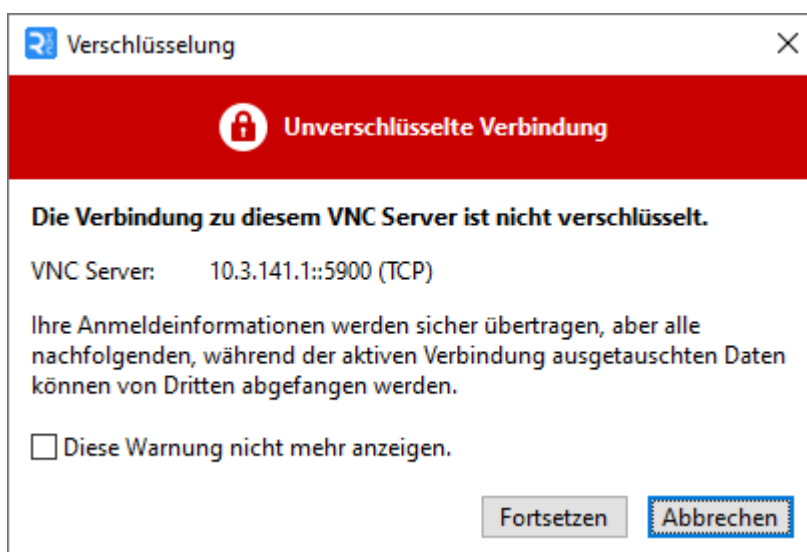 Verschlüsselung
Unverschlüsselte Verbindung
Die Verbindung zu diesem VNC Server ist nicht verschlüsselt.
VNC Server: 10.3.141.1::5900 (TCP)
Ihre Anmeldeinformationen werden sicher übertragen, aber alle
nachfolgenden, während der aktiven Verbindung ausgetauschten Daten
können von Dritten abgefangen werden.
Diese Warnung nicht mehr anzeigen.
Fortsetzen Abbrechen